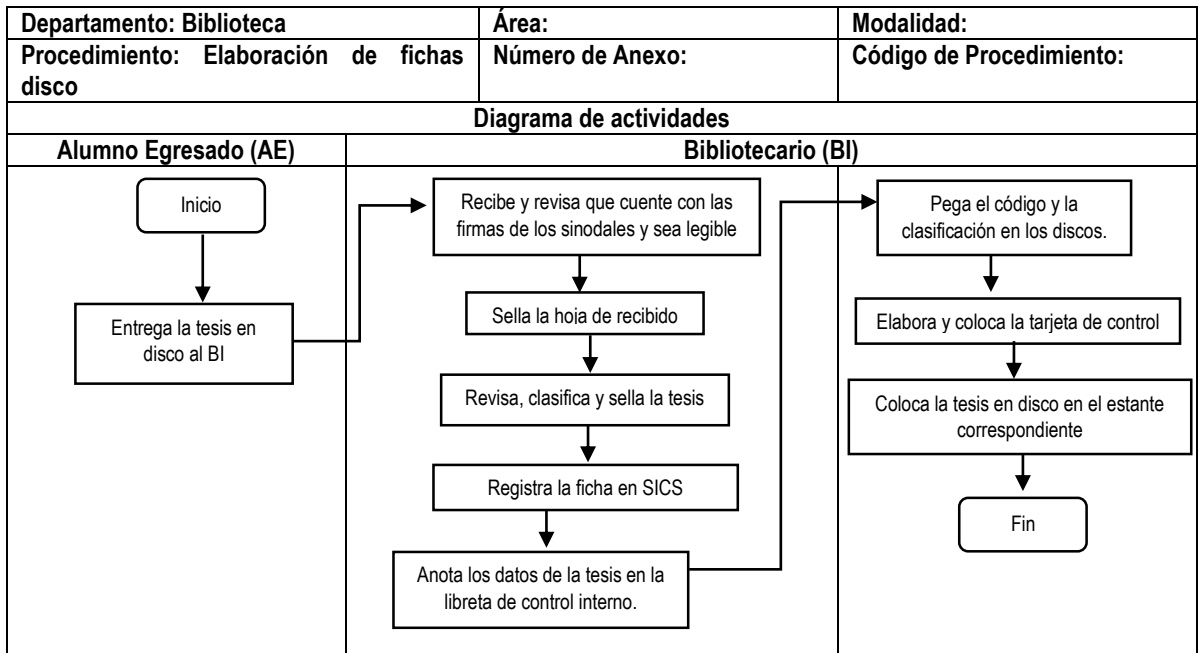 Departamento: Biblioteca
Área:
Modalidad:
Procedimiento: Elaboración de fichas
disco
Número de Anexo:
Código de Procedimiento:
Diagrama de actividades
Alumno Egresado (AE)
Bibliotecario (BI)
Inicio
Entrega la tesis en
disco al BI
Recibe y revisa que cuente con las
firmas de los sinodales y sea legible
Sella la hoja de recibido
Revisa, clasifica y sella la tesis
Registra la ficha en SICS
Anota los datos de la tesis en la
libreta de control interno.
Pega el código y la
clasificación en los discos.
Elabora y coloca la tarjeta de control
Coloca la tesis en disco en el estante
correspondiente
Fin